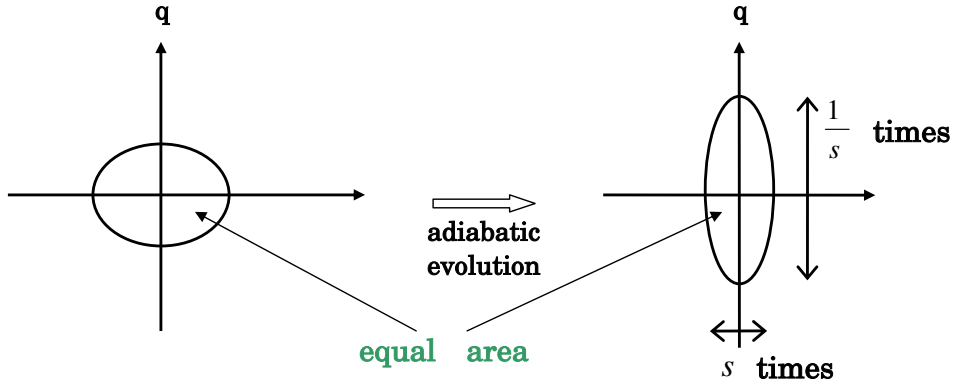 q
q
1
s
times
adiabatic
evolution
equal area
s times